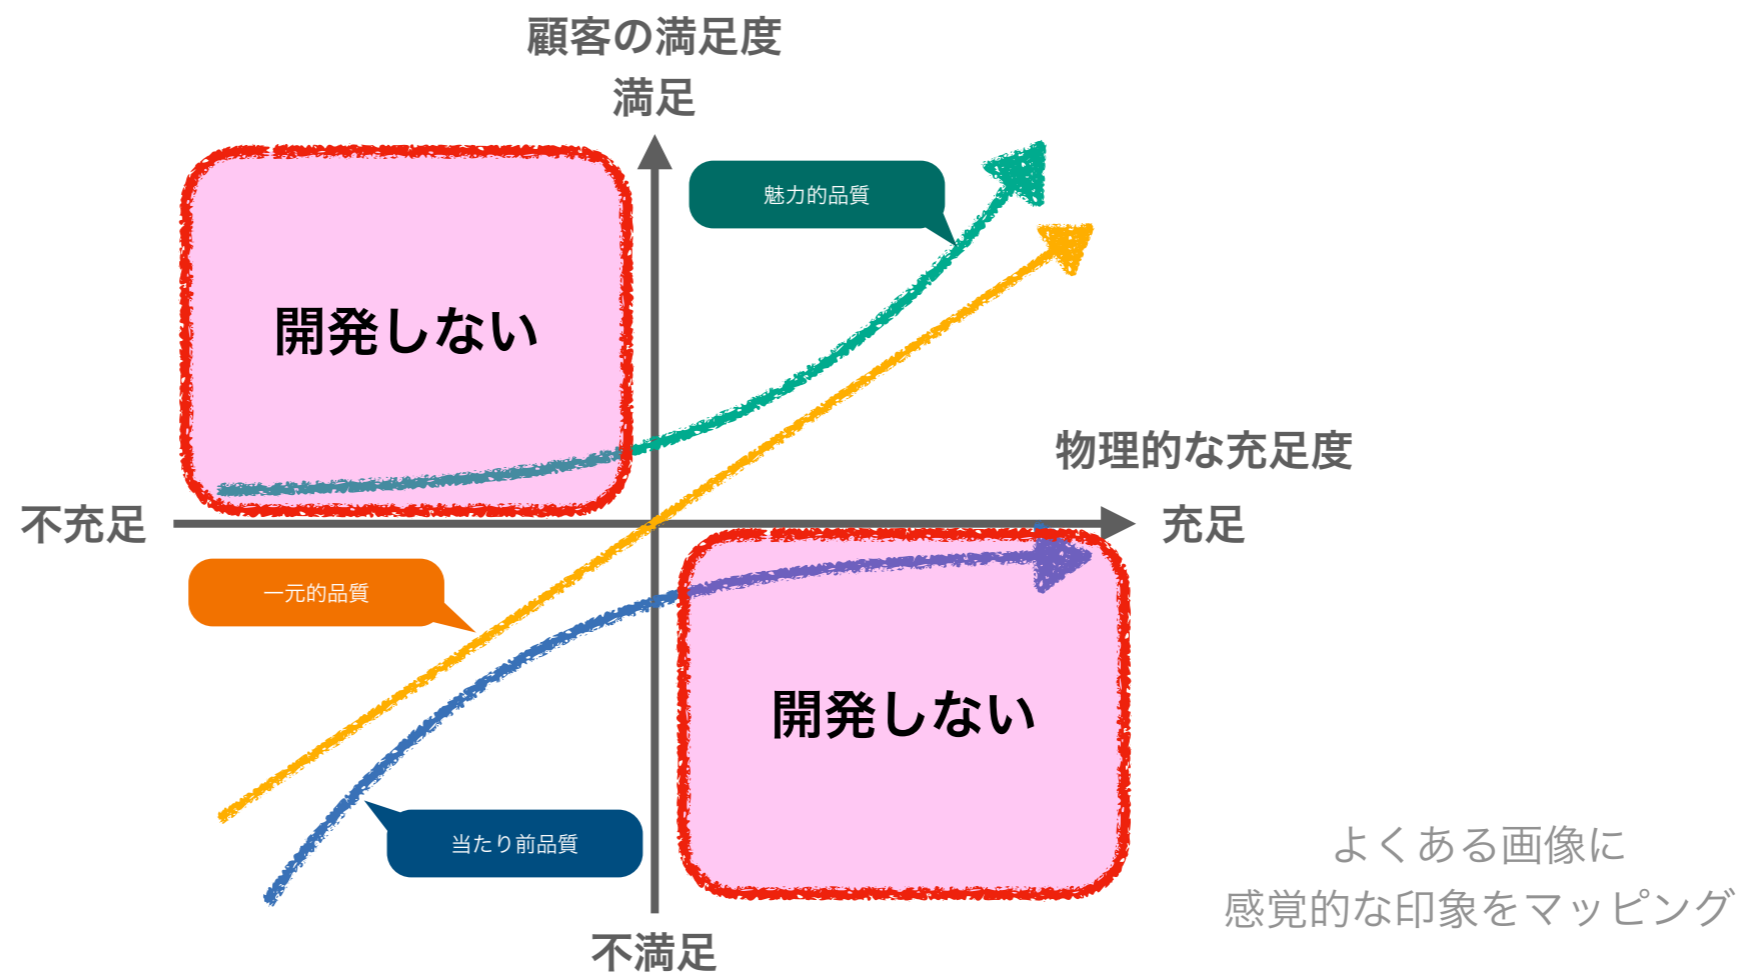 顧客の満足度
満足
魅力的品質
開発しない
物理的な充足度
不充足
充足
一元的品質
開発しない
当たり前品質
よくある画像に
感覚的な印象をマッピング
不満足